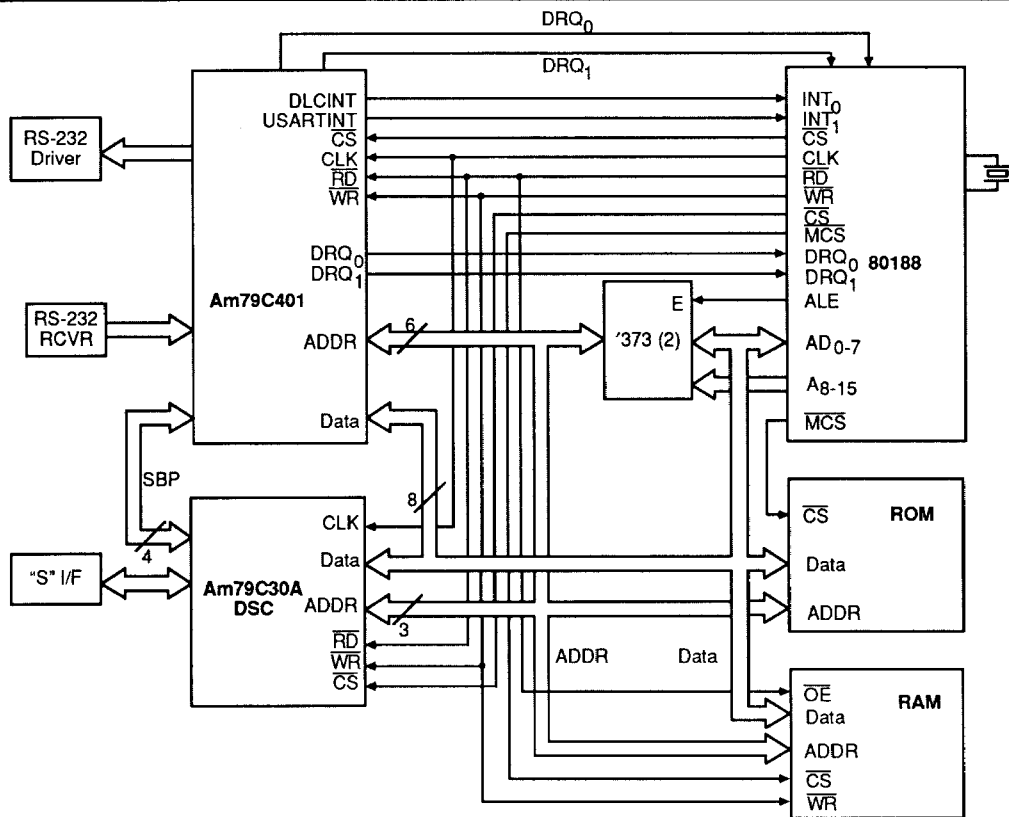 DRQ0
DRQ1
RS-232
Driver
RS-232
RCVR
"S" I/F
SBP
4
DLCINT
USARTINT
CS
CLK
RD
WR
DRQ0
DRQ1
Am79C401
ADDR
6
Data
8
CLK
Data
Am79C30A
DSC
ADDR
3
RD
WR
CS
E
'373 (2)
ADDR
Data
INT0
INT1
CS
CLK
RD
WR
CS
MCS
80188
DRQ0
DRQ1
ALE
AD0-7
A8-15
MCS
CS
ROM
Data
ADDR
OE
RAM
Data
ADDR
CS
WR